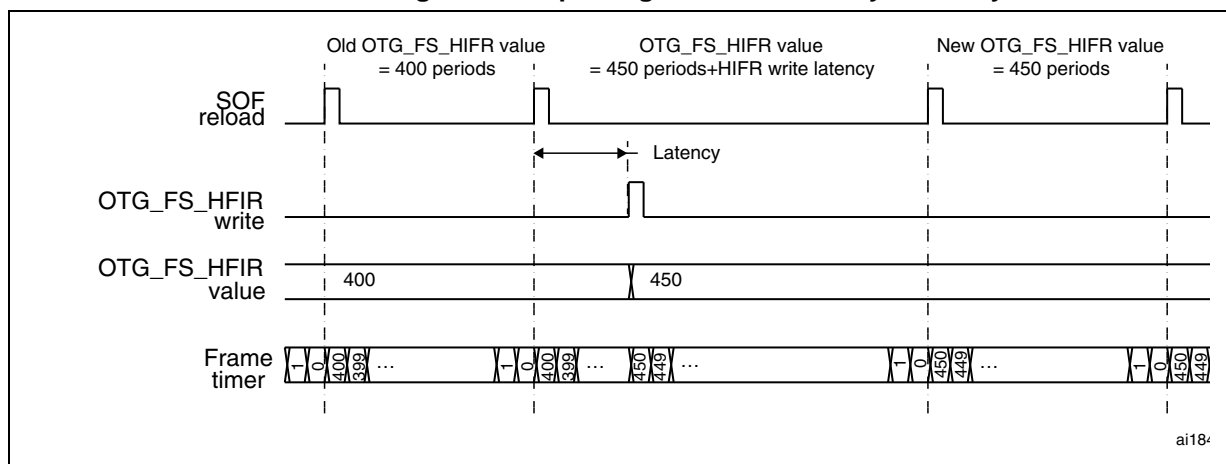 Old OTG_FS_HIFR value
= 400 periods
OTG_FS_HIFR value
= 450 periods+HIFR write latency
New OTG_FS_HIFR value
= 450 periods
SOF
reload
Latency
OTG_FS_HFIR
write
OTG_FS_HFIR
value
400
450
Frame
timer
1 0 400 399 ... 1 0 400 399 ... 450 449 ... 1 0 450 449 ... 1 0 450 449
ai184